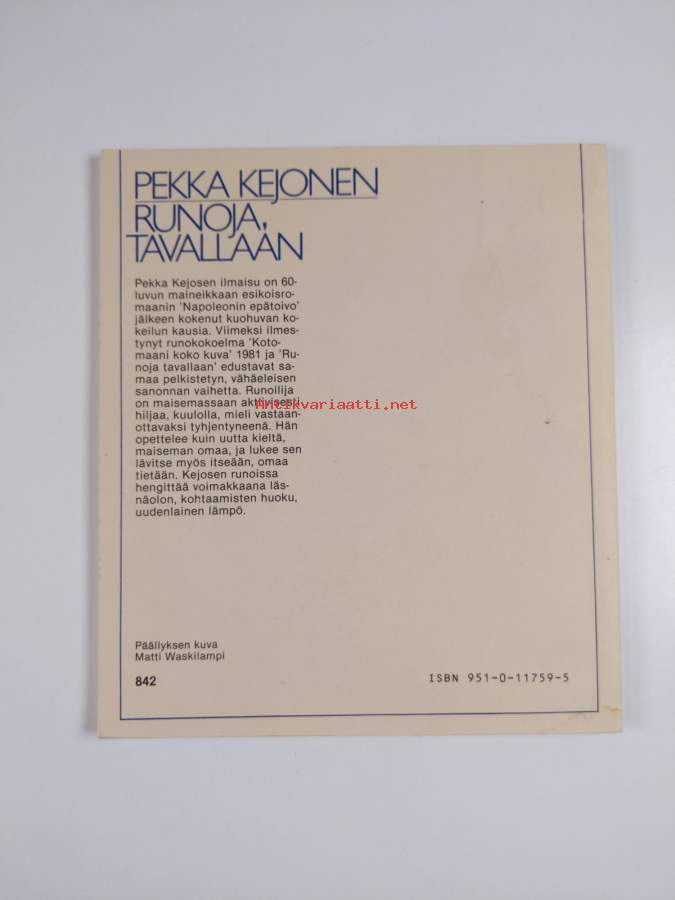 PEKKA KEJONEN
RUNOJA,
TAVALLAAN
Pekka Kejosen ilmaisu on 60-
luvun maineikkaan esikoisro-
maanin 'Napoleonin epätoivo'
jälkeen kokenut kuohuvan ko-
keilun kausia. Viimeksi ilmes-
tynyt runokokoelma 'Koto-
maani koko kuva' 1981 ja 'Ru-
noja tavallaan' edustavat sa-
maa pelkistetyn, vähäeleisen
sanonnan vaihetta. Runoilija
on maisemassaan aktiivisesti
Antikvariaatti.net
hiljaa, kuulolla, mieli vastaan-
ottavaksi tyhjentyneenä. Hän
opettelee kuin uutta kieltä,
maiseman omaa, ja lukee sen
lävitse myös itseään, omaa
tietään. Kejosen runoissa
hengittää voimakkaana läs-
näolon, kohtaamisten huoku,
uudenlainen lämpö.
Päällyksen kuva
Matti Waskilampi
842
ISBN 951-0-11759-5